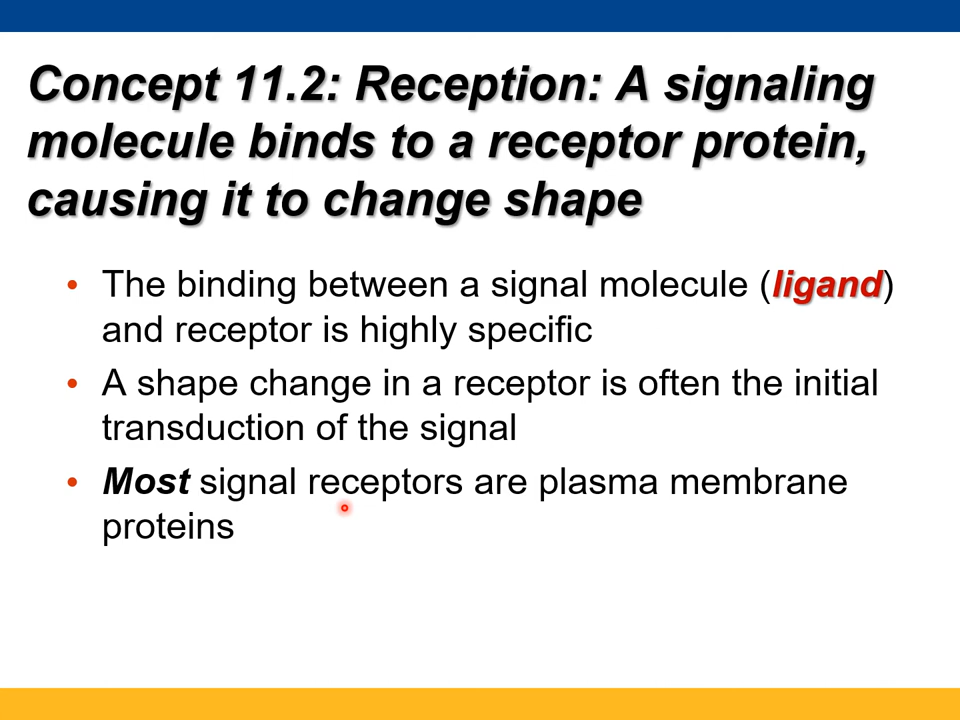 Concept 11.2: Reception: A signaling
molecule binds to a receptor protein,
causing it to change shape
• The binding between a signal molecule (ligand)
and receptor is highly specific
• A shape change in a receptor is often the initial
transduction of the signal
• Most signal receptors are plasma membrane
proteins